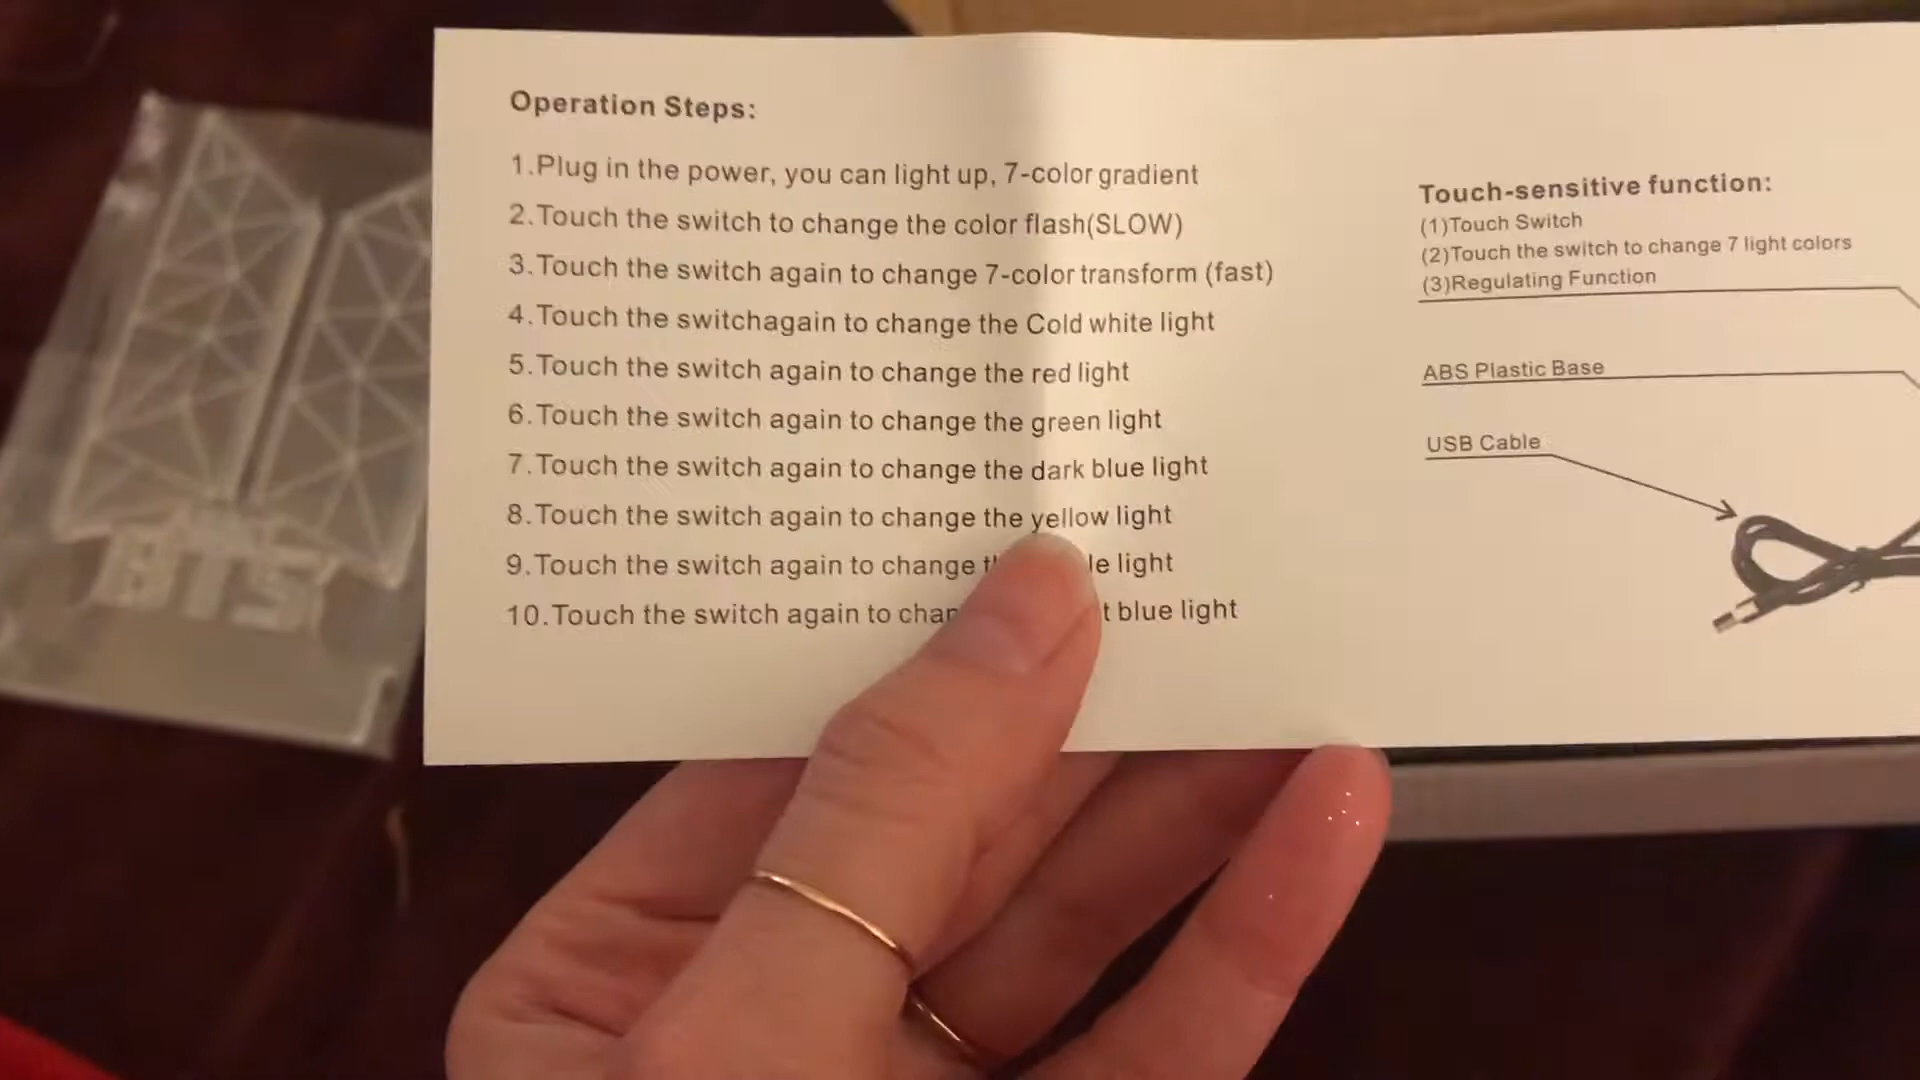 Operation Steps:
1.Plug in the power, you can light up, 7-color gradient
2.Touch the switch to change the color flash(SLOW)
3.Touch the switch again to change 7-color transform (fast)
4.Touch the switchagain to change the Cold white light
5.Touch the switch again to change the red light
6.Touch the switch again to change the green light
7.Touch the switch again to change the dark blue light
8.Touch the switch again to change the yellow light
9.Touch the switch again to change light
10.Touch the switch again to blue light
Touch-sensitive function:
(1)Touch Switch
(2)Touch the switch to change 7 light colors
(3)Regulating Function
ABS Plastic Base
USB Cable
BTS